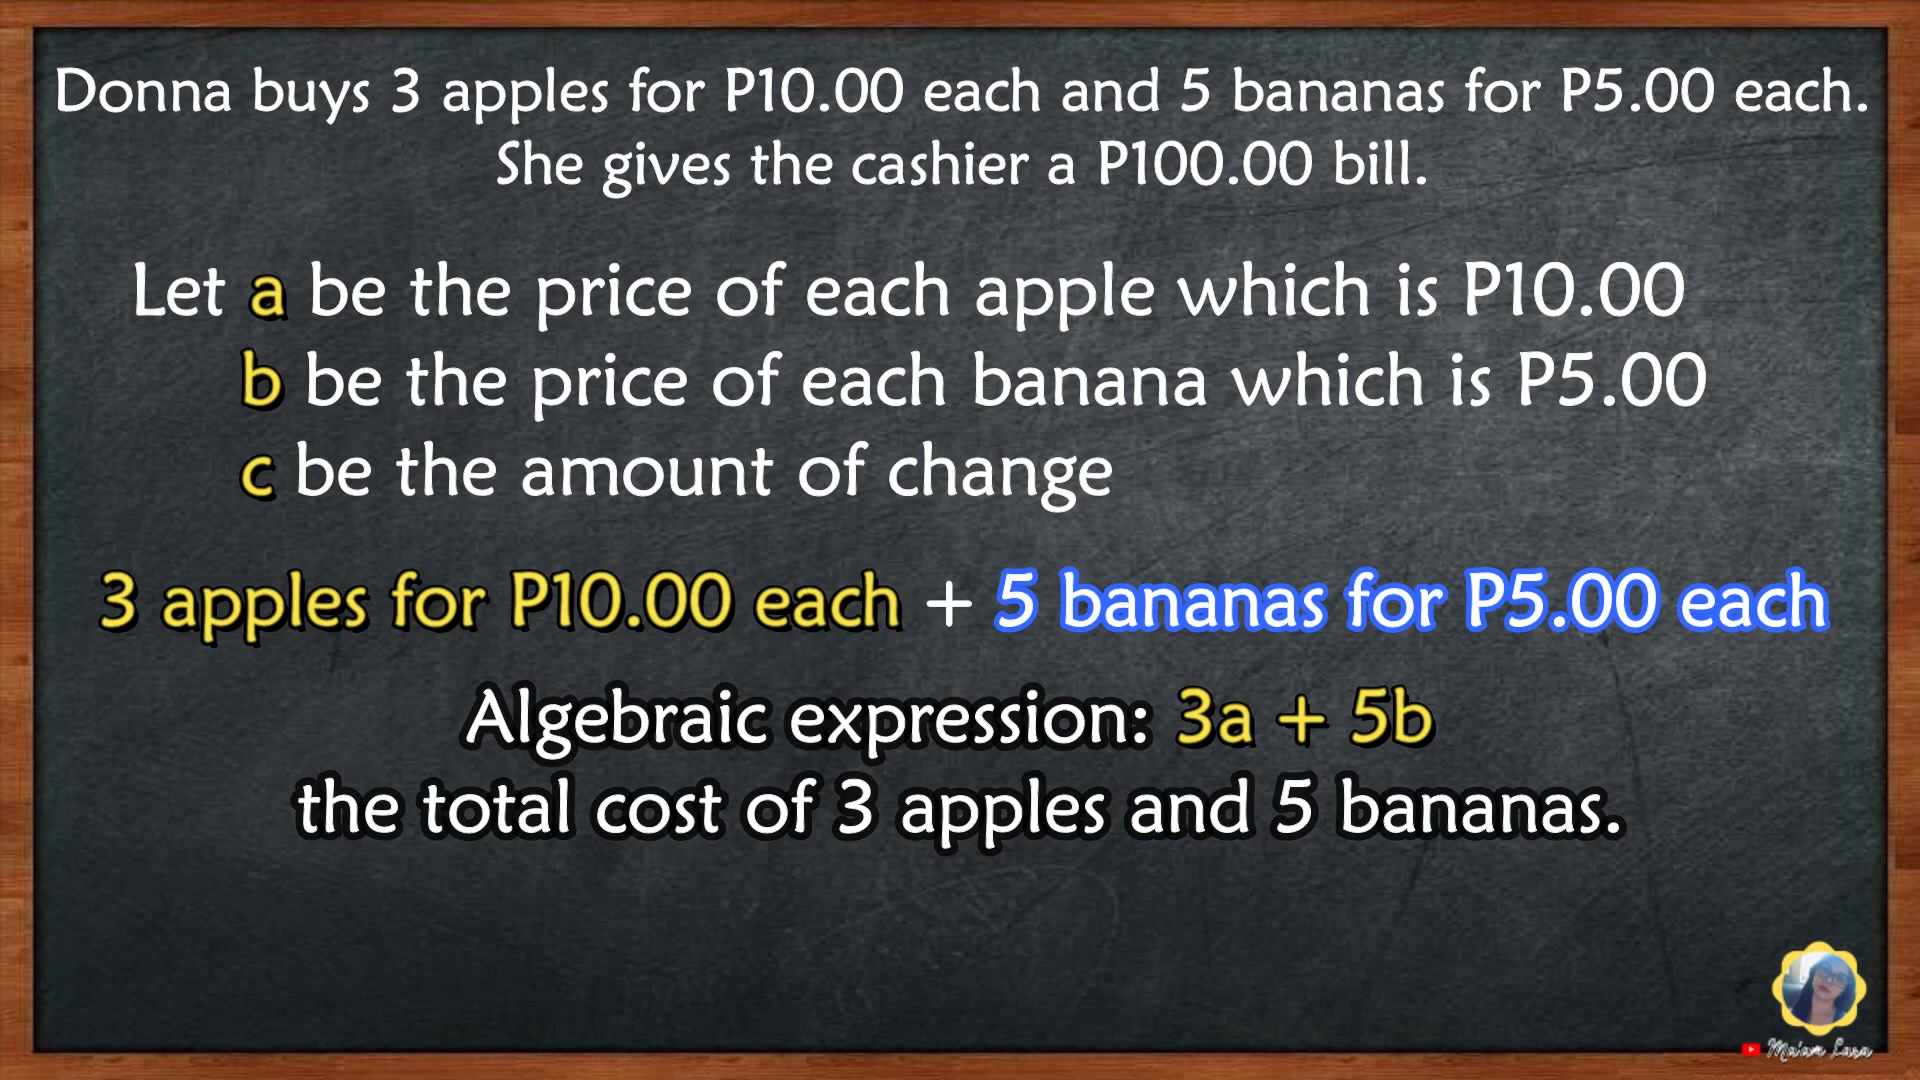 Donna buys 3 apples for P10.00 each and 5 bananas for P5.00 each.
She gives the cashier a P100.00 bill.
Let a be the price of each apple which is P10.00
b be the price of each banana which is P5.00
c be the amount of change
3 apples for P10.00 each + 5 bananas for P5.00 each
Algebraic expression: 3a + 5b
the total cost of 3 apples and 5 bananas.
Ma'am Lara